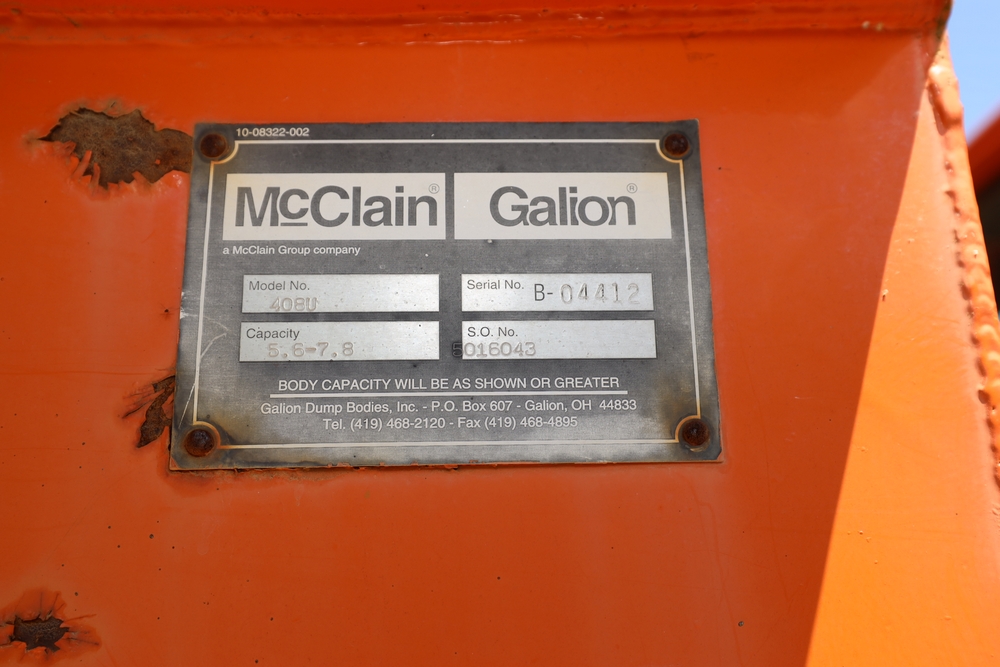 10-08322-002
McClain® Galion®
a McClain Group company
Model No. 408U
Serial No. B-04412
Capacity 5.6-7.8
S.O. No. 5016043
BODY CAPACITY WILL BE AS SHOWN OR GREATER
Galion Dump Bodies, Inc. - P.O. Box 607 - Galion, OH 44833
Tel. (419) 468-2120 - Fax (419) 468-4895